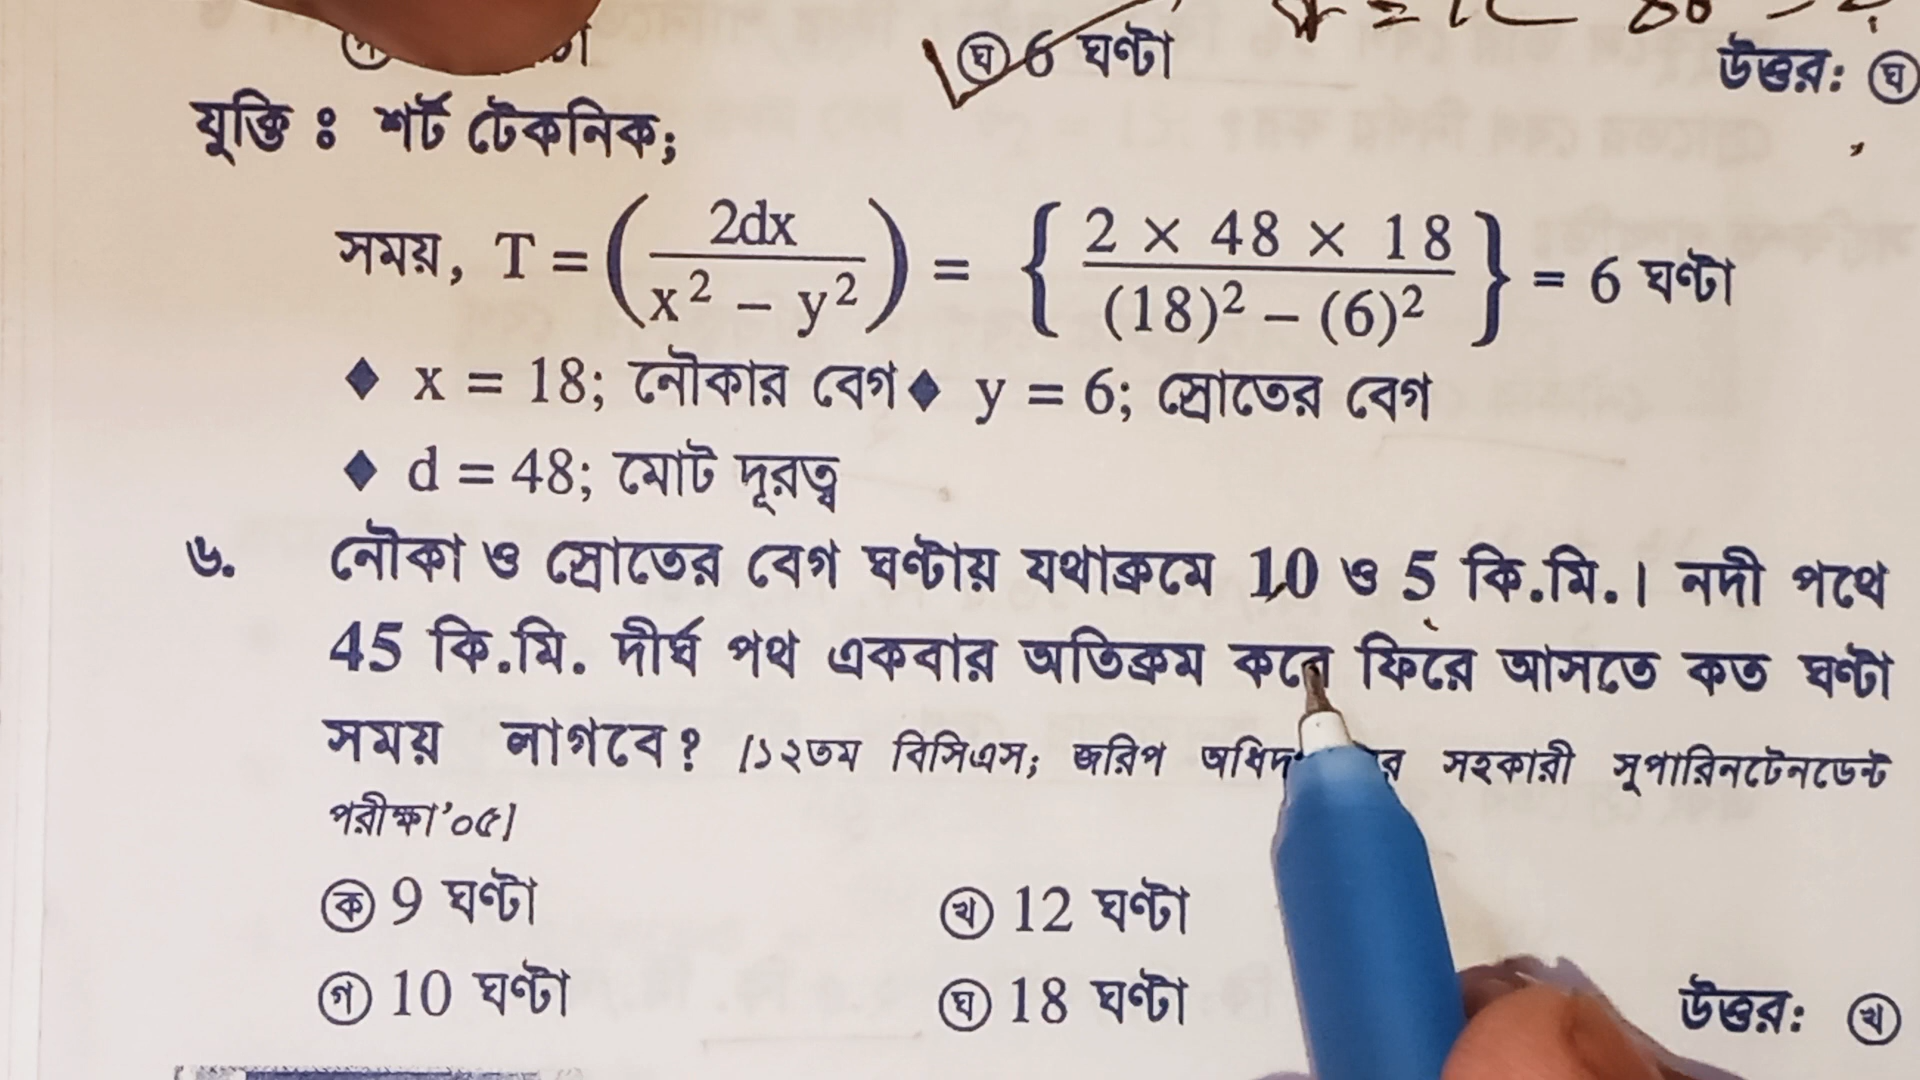 ঘ 6 ঘণ্টা
উত্তর: ঘ
যুক্তি ঃ শর্ট টেকনিক;
সময়, T = (2dx / x² – y²) = {2 × 48 × 18 / (18)² – (6)²} = 6 ঘণ্টা
◆ x = 18; নৌকার বেগ ◆ y = 6; স্রোতের বেগ
◆ d = 48; মোট দূরত্ব
৬. নৌকা ও স্রোতের বেগ ঘণ্টায় যথাক্রমে 10 ও 5 কি.মি.। নদী পথে
45 কি.মি. দীর্ঘ পথ একবার অতিক্রম করে ফিরে আসতে কত ঘণ্টা
সময় লাগবে? [১২তম বিসিএস; জরিপ সহকারী সুপারিনটেনডেন্ট
পরীক্ষা'০৫]
ক 9 ঘণ্টা খ 12 ঘণ্টা
গ 10 ঘণ্টা ঘ 18 ঘণ্টা উত্তর: খ